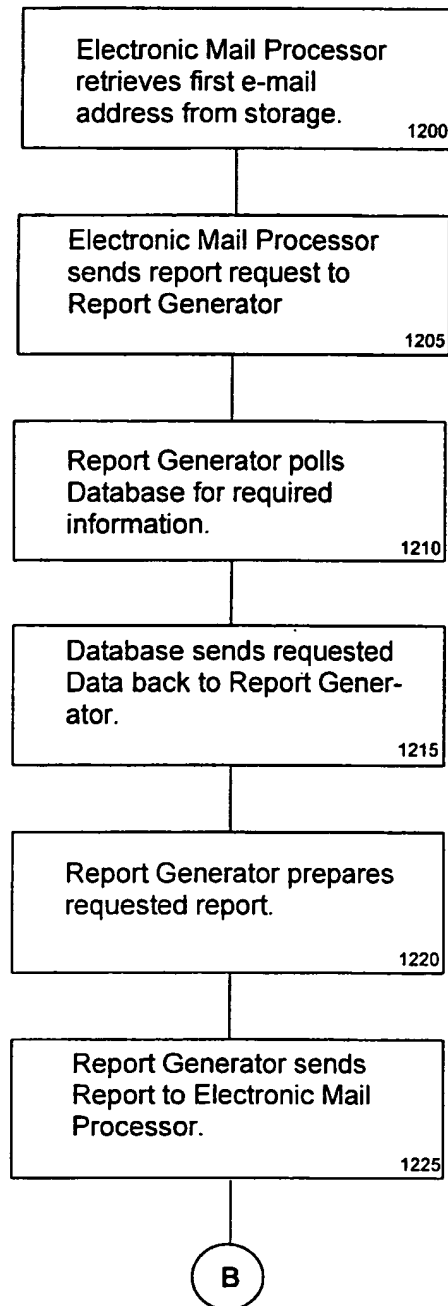 Electronic Mail Processor
retrieves first e-mail
address from storage.
1200
Electronic Mail Processor
sends report request to
Report Generator
1205
Report Generator polls
Database for required
information.
1210
Database sends requested
Data back to Report Gener-
ator.
1215
Report Generator prepares
requested report.
1220
Report Generator sends
Report to Electronic Mail
Processor.
1225
B